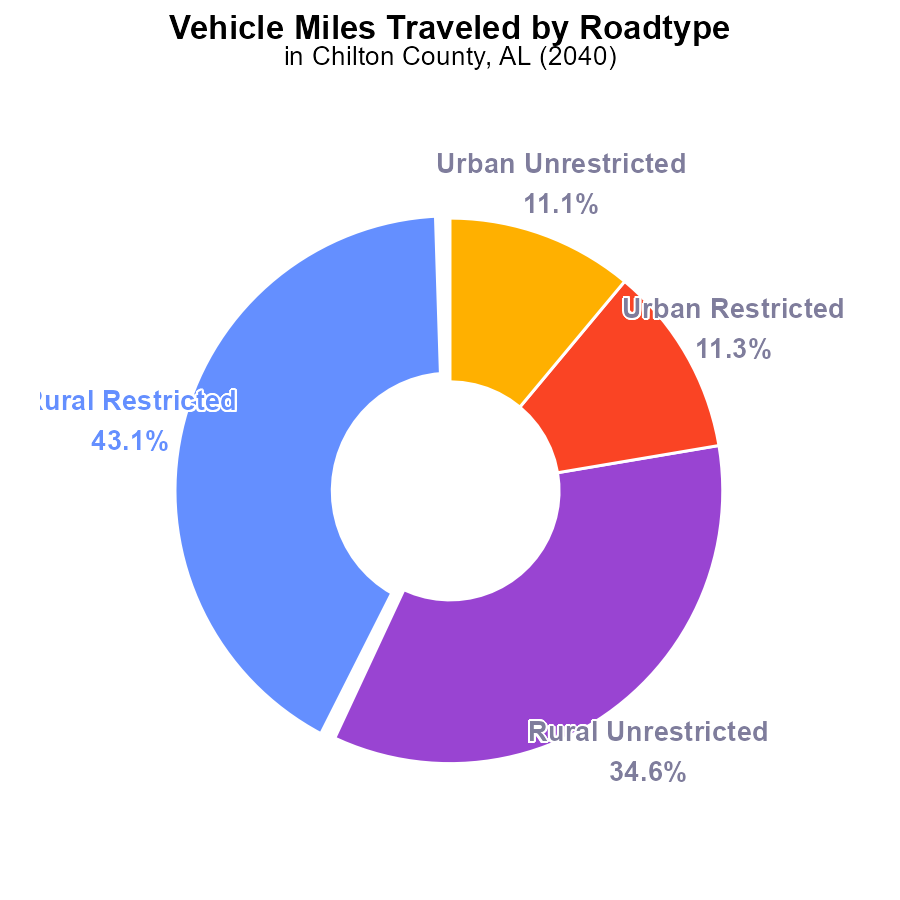 Vehicle Miles Traveled by Roadtype
in Chilton County, AL (2040)
Urban Unrestricted
11.1%
Urban Restricted
11.3%
Rural Restricted
43.1%
Rural Unrestricted
34.6%